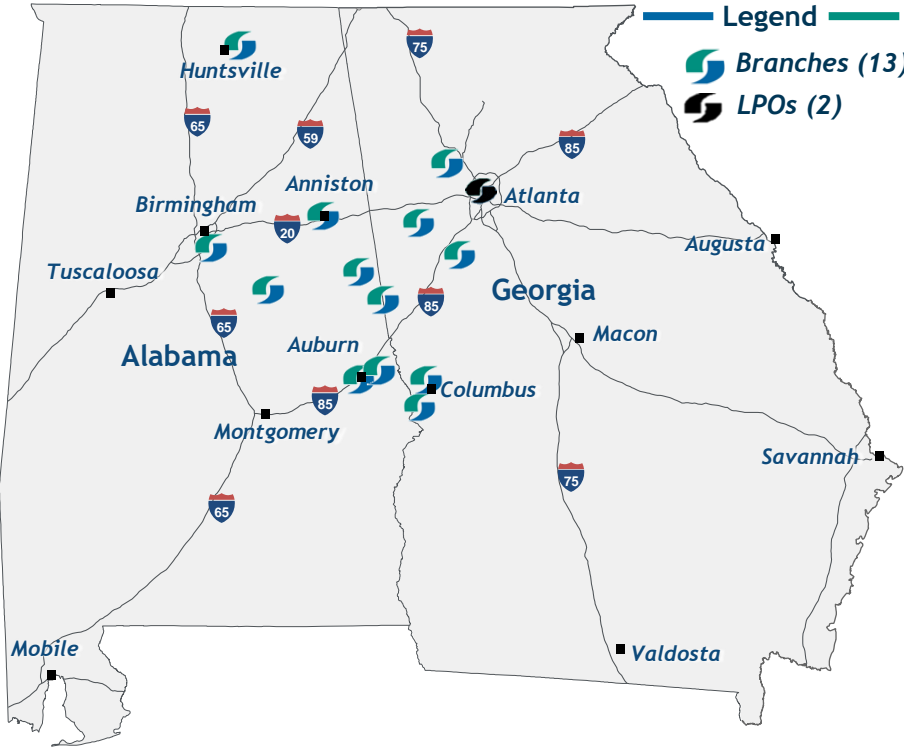 Legend
Branches (13)
LPOs (2)
75
Huntsville
65
59
85
Anniston
Birmingham
Atlanta
20
Augusta
Tuscaloosa
Georgia
85
65
Macon
Auburn
Alabama
Columbus
85
Montgomery
Savannah
75
65
Mobile
Valdosta